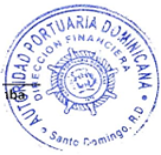 AUTORIDAD PORTUARIA DOMINICANA
DIRECCION FINANCIERA
Santo Domingo, R.D.